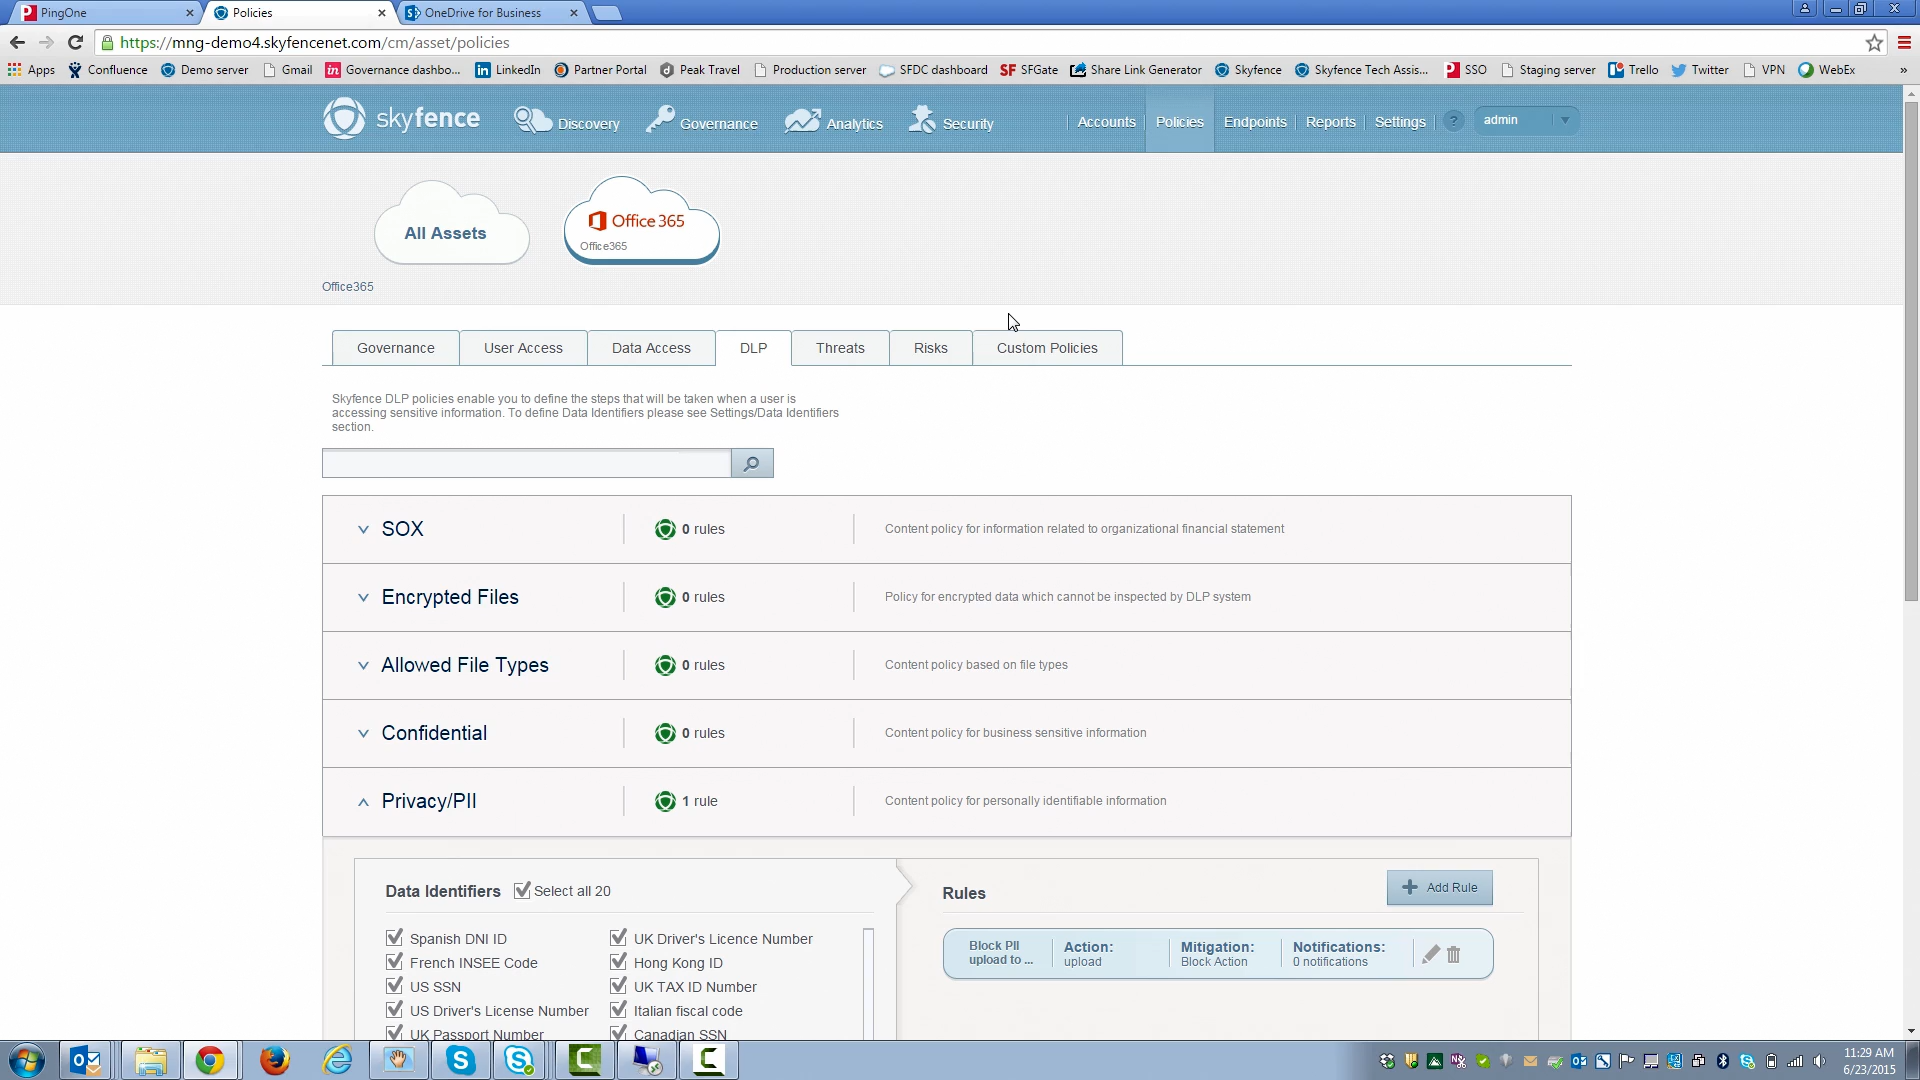 PingOne
Policies
OneDrive for Business
https://mng-demo4.skyfencenet.com/cm/asset/policies
Apps
Confluence
Demo server
Gmail
Governance dashbo...
LinkedIn
Partner Portal
Peak Travel
Production server
SFDC dashboard
SF SFGate
Share Link Generator
Skyfence
Skyfence Tech Assis...
SSO
Staging server
Trello
Twitter
VPN
WebEx
»
skyfence
Discovery
Governance
Analytics
Security
Accounts
Policies
Endpoints
Reports
Settings
?
admin
All Assets
Office 365
Office365
Office365
Governance
User Access
Data Access
DLP
Threats
Risks
Custom Policies
Skyfence DLP policies enable you to define the steps that will be taken when a user is
accessing sensitive information. To define Data Identifiers please see Settings/Data Identifiers
section.
SOX
0 rules
Content policy for information related to organizational financial statement
Encrypted Files
0 rules
Policy for encrypted data which cannot be inspected by DLP system
Allowed File Types
0 rules
Content policy based on file types
Confidential
0 rules
Content policy for business sensitive information
Privacy/PII
1 rule
Content policy for personally identifiable information
Data Identifiers
Select all 20
Spanish DNI ID
UK Driver's Licence Number
French INSEE Code
Hong Kong ID
US SSN
UK TAX ID Number
US Driver's License Number
Italian fiscal code
UK Passport Number
Canadian SSN
Rules
Add Rule
Block PII
upload to ...
Action:
upload
Mitigation:
Block Action
Notifications:
0 notifications
11:29 AM
6/23/2015